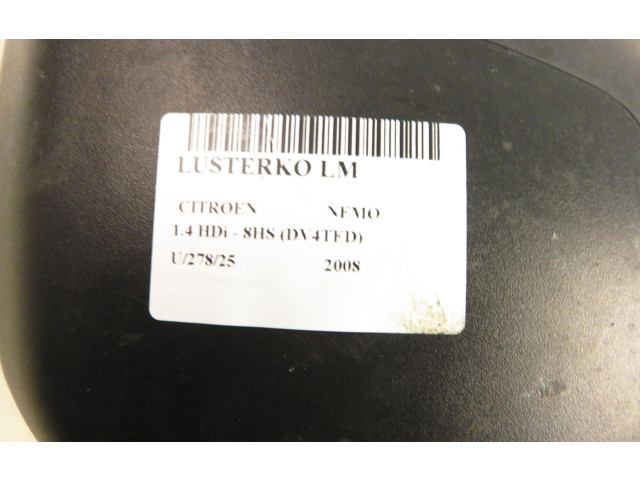 LUSTERKO LM
CITROEN NEMO
1.4 HDi - 8HS (DV4TED)
U/278/25 2008